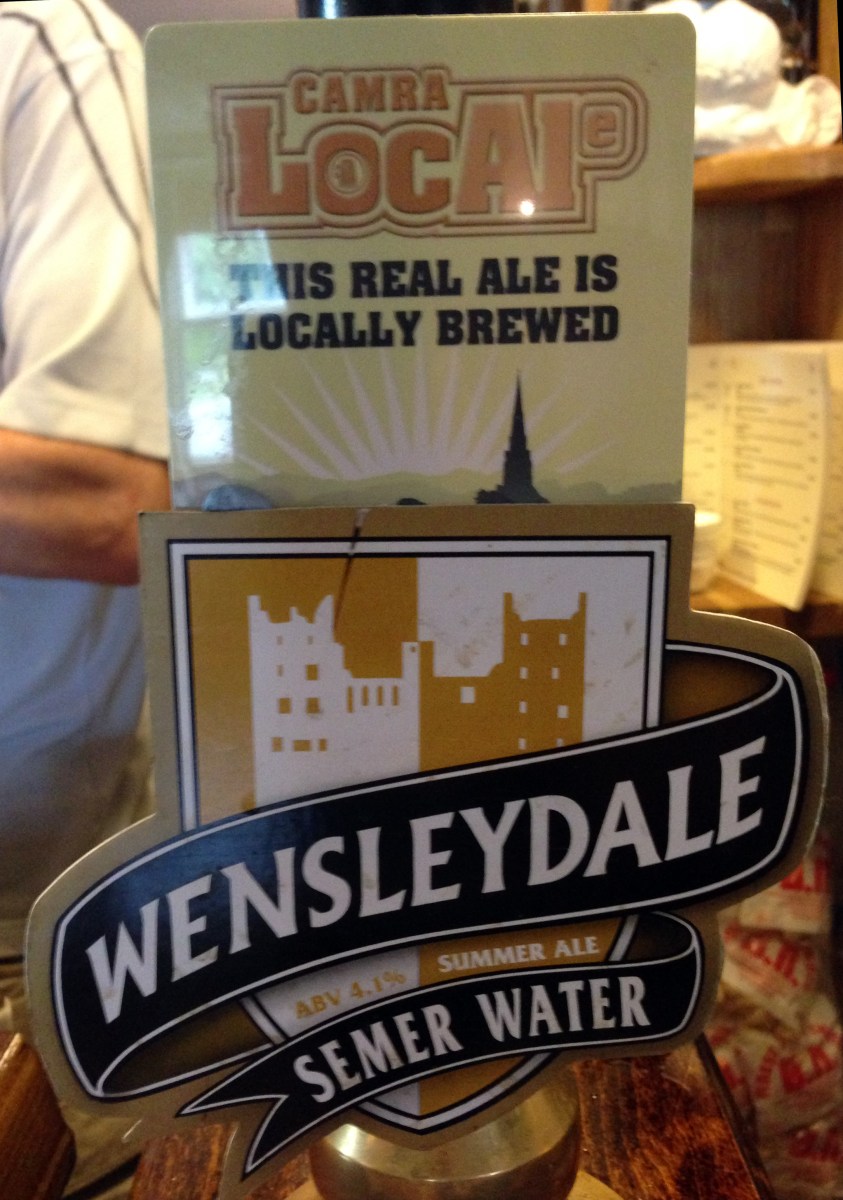 CAMRA
LocAle
THIS REAL ALE IS
LOCALLY BREWED
WENSLEYDALE
ABV 4.1% SUMMER ALE
SEMER WATER